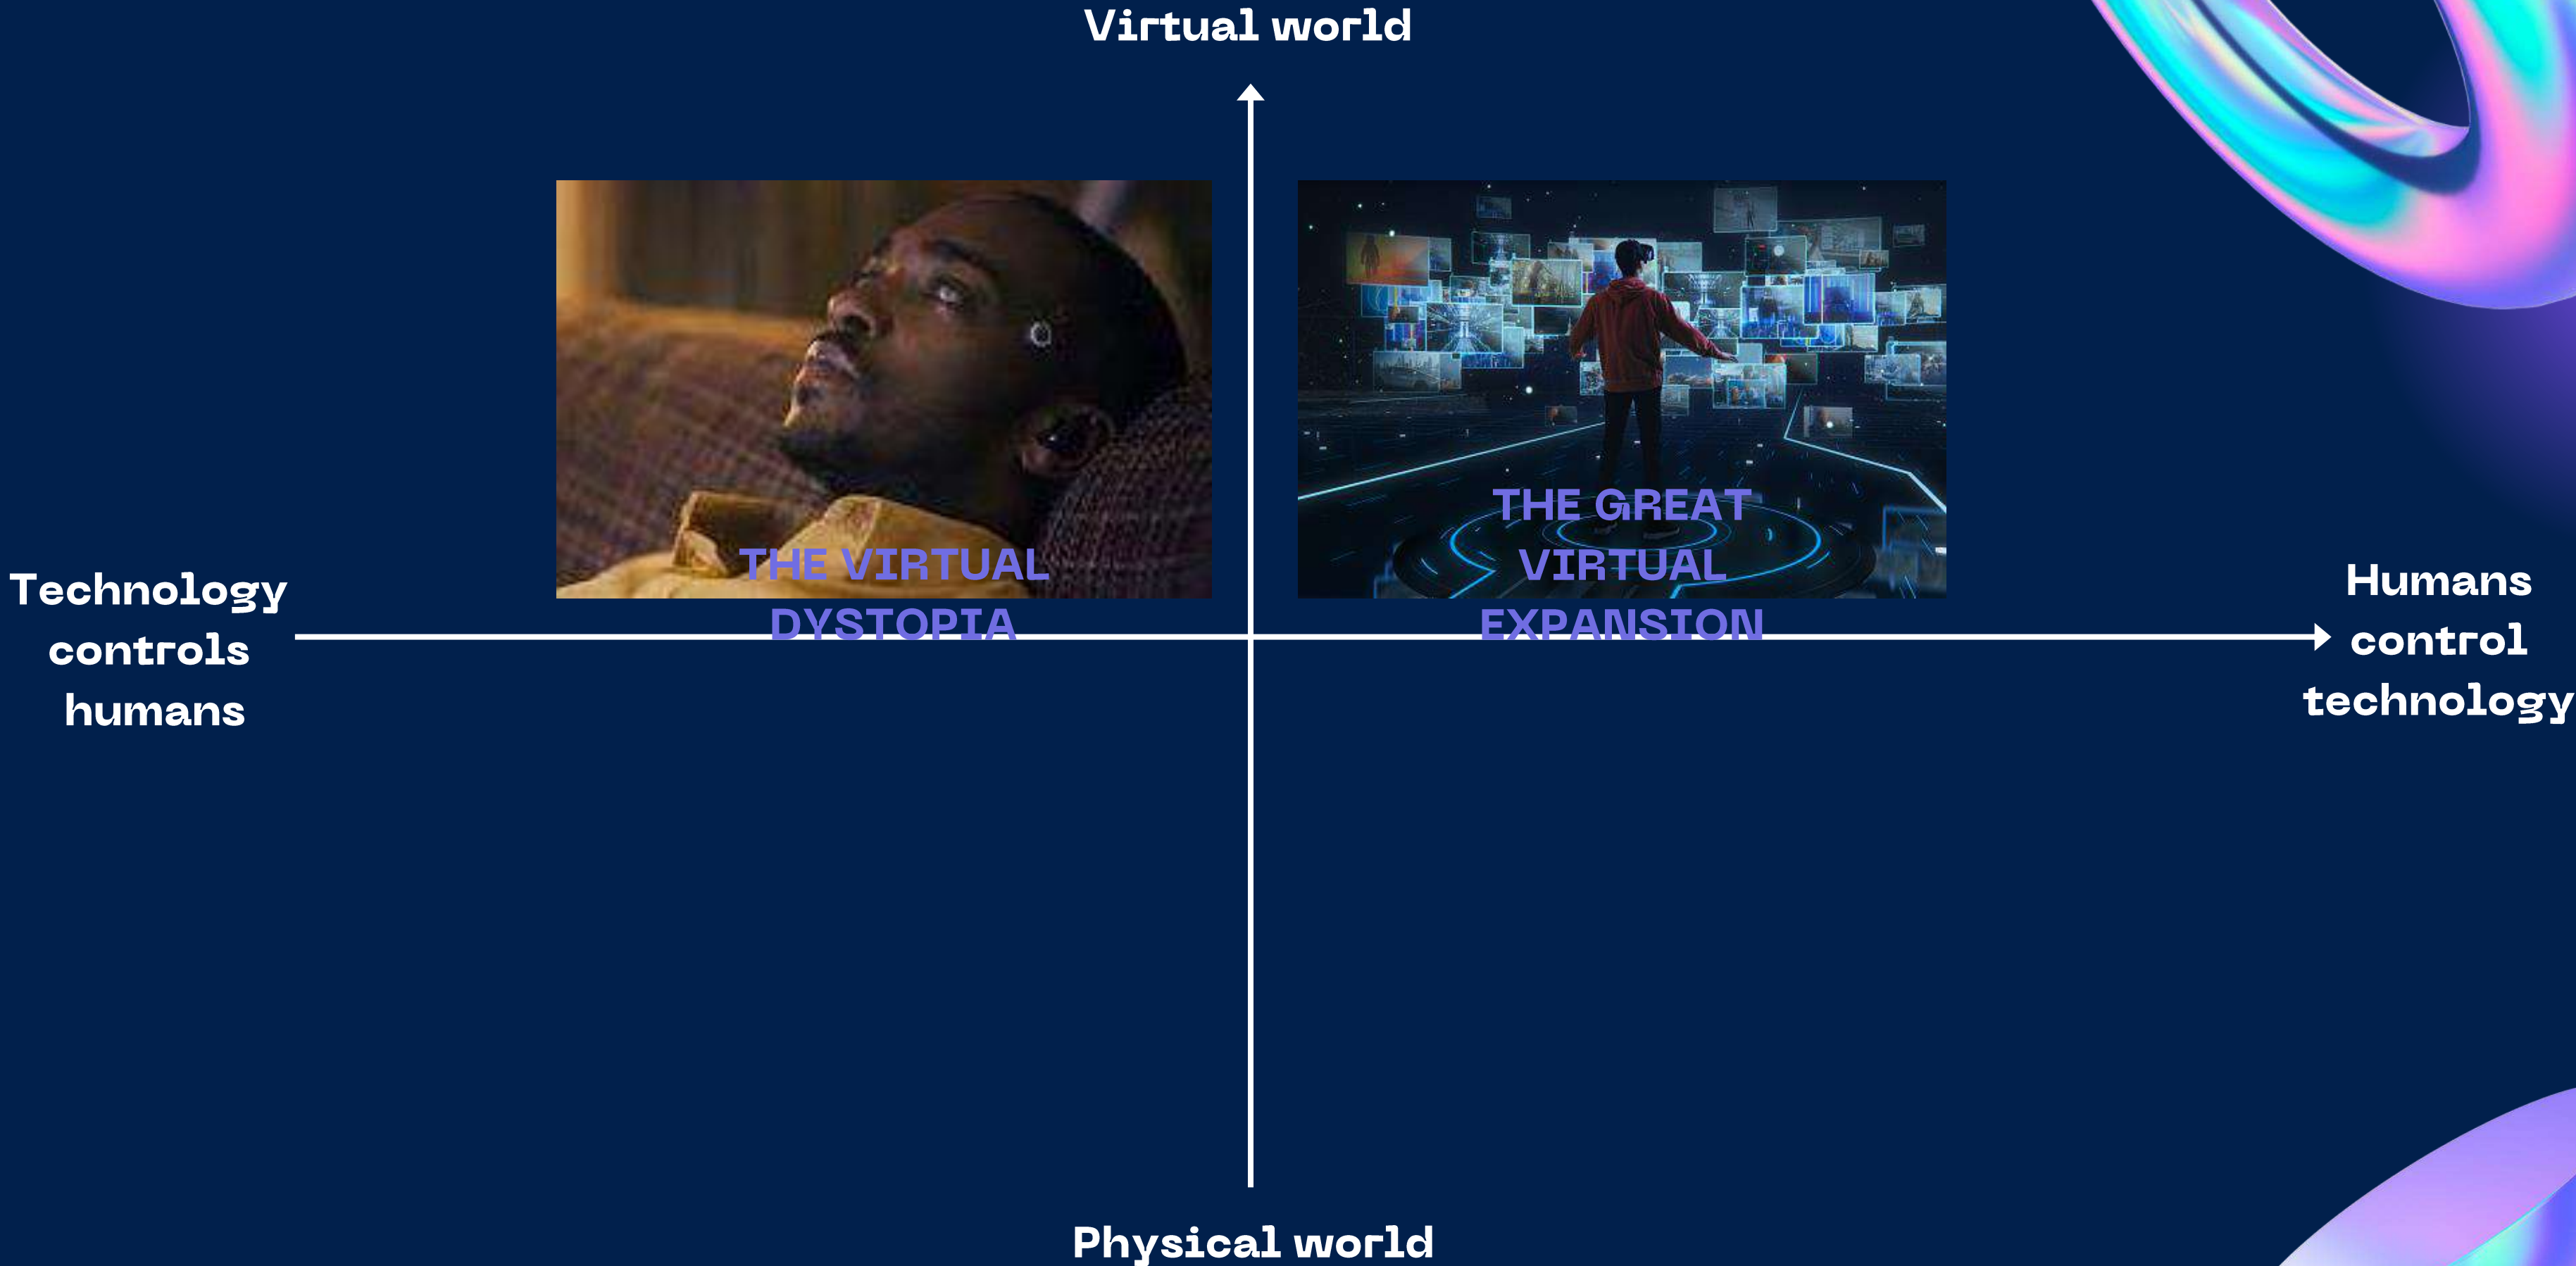 Virtual world
THE VIRTUAL
DYSTOPIA
THE GREAT
VIRTUAL
EXPANSION
Technology
controls
humans
Humans
control
technology
Physical world